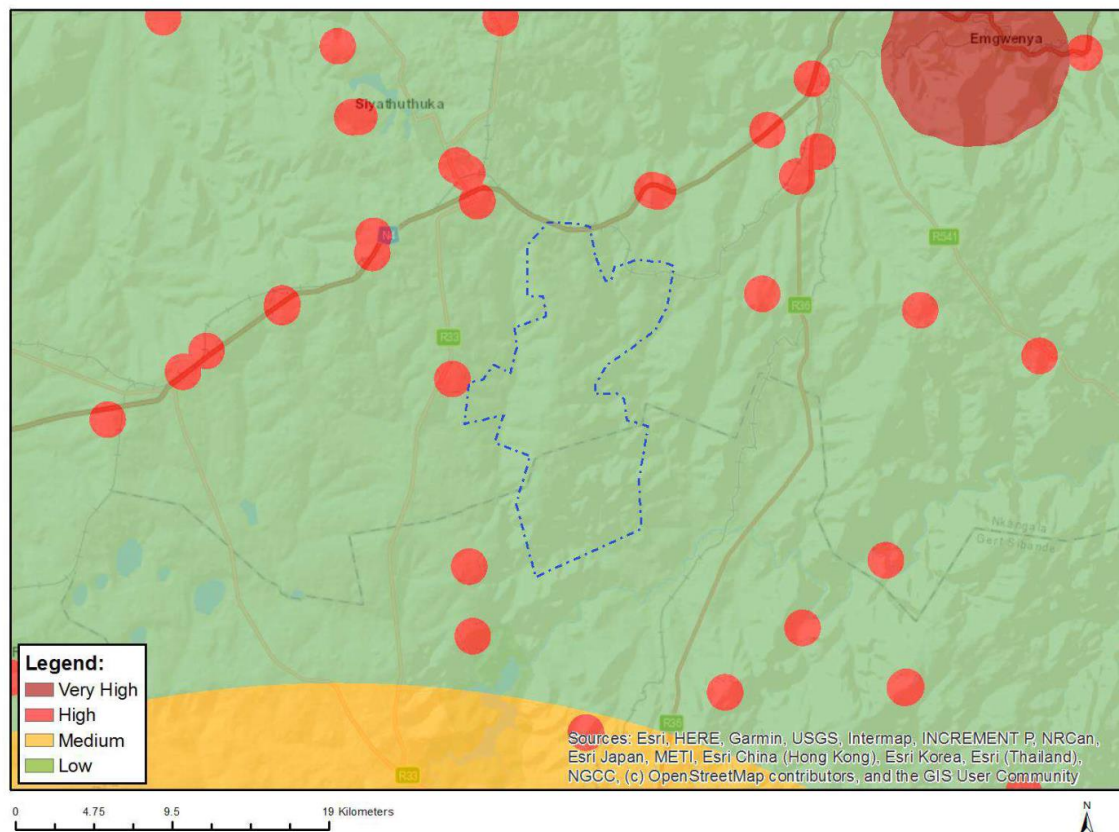 Emgwenya
Siyathuthuka
N4
R541
R36
R33
Nkangala
Gert Sibande
R36
R33
Legend:
Very High
High
Medium
Low
Sources: Esri, HERE, Garmin, USGS, Intermap, INCREMENT P, NRCan,
Esri Japan, METI, Esri China (Hong Kong), Esri Korea, Esri (Thailand),
NGCC, (c) OpenStreetMap contributors, and the GIS User Community
0 4.75 9.5 19 Kilometers
N